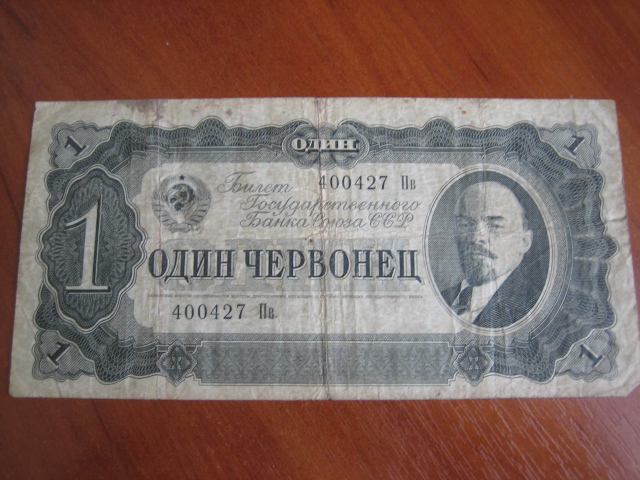 1 ОДИН 1
Билет 400427 Пв
Государственного
Банка Союза ССР
1 ОДИН ЧЕРВОНЕЦ
400427 Пв
1 1